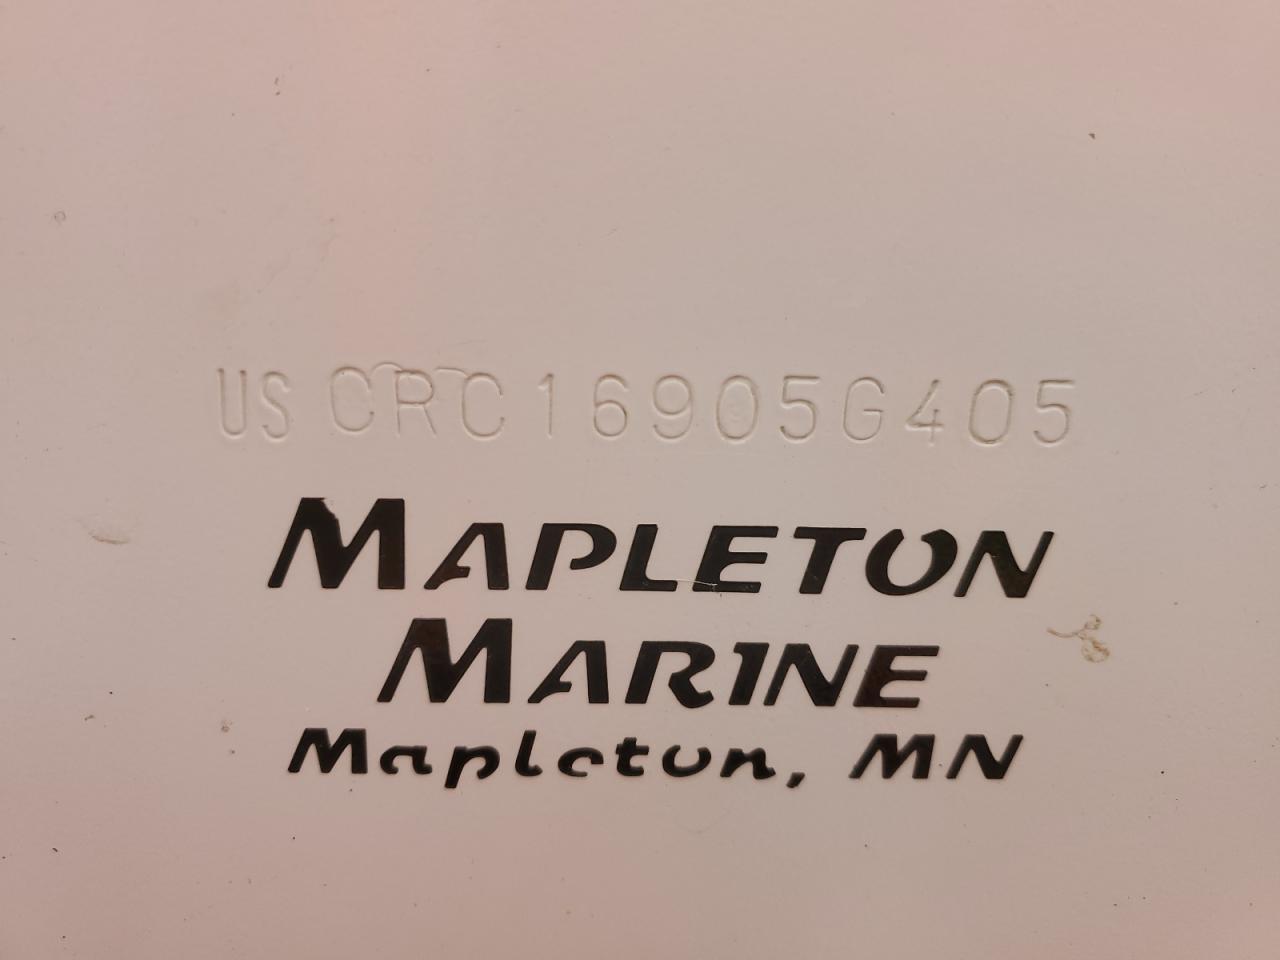 US CRC16905G405
MAPLETON
MARINE
Mapleton, MN